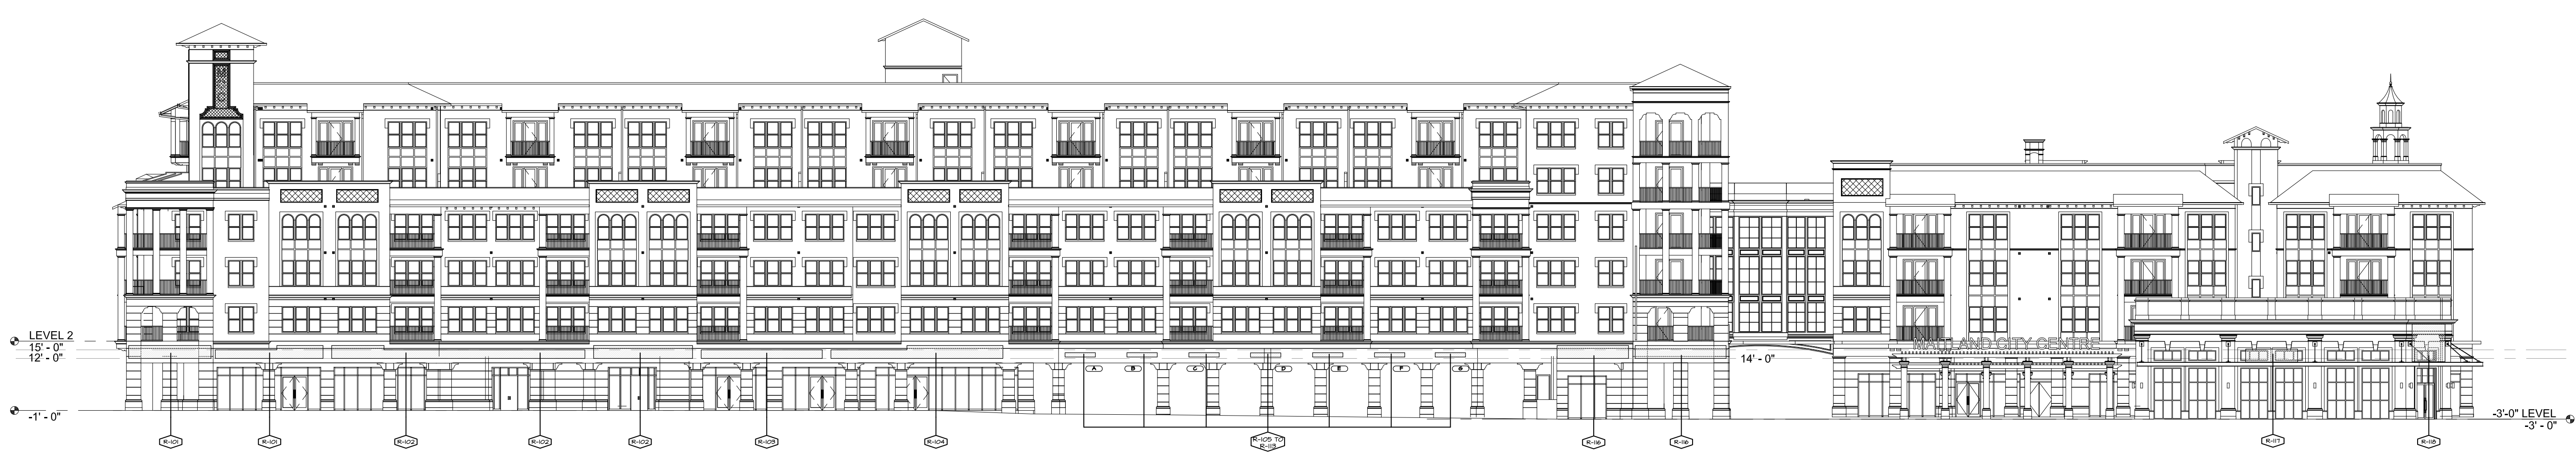 LEVEL 2
15' - 0"
12' - 0"
-1' - 0"
MAITLAND CITY CENTRE
14' - 0"
A
B
C
D
E
F
G
-3'-0" LEVEL
-3' - 0"
R-101
R-101
R-102
R-102
R-102
R-103
R-104
R-105 TO
R-113
R-116
R-116
R-117
R-118